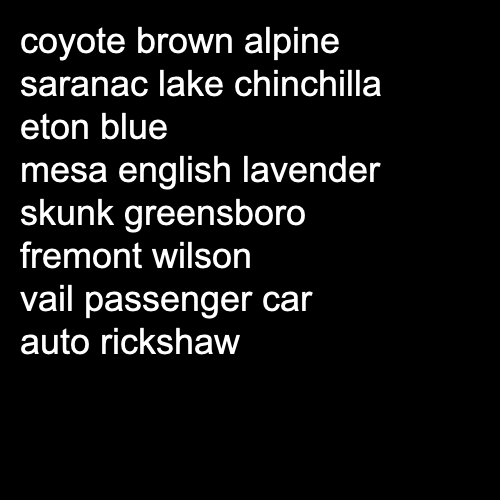 coyote brown alpine
saranac lake chinchilla
eton blue
mesa english lavender
skunk greensboro
fremont wilson
vail passenger car
auto rickshaw